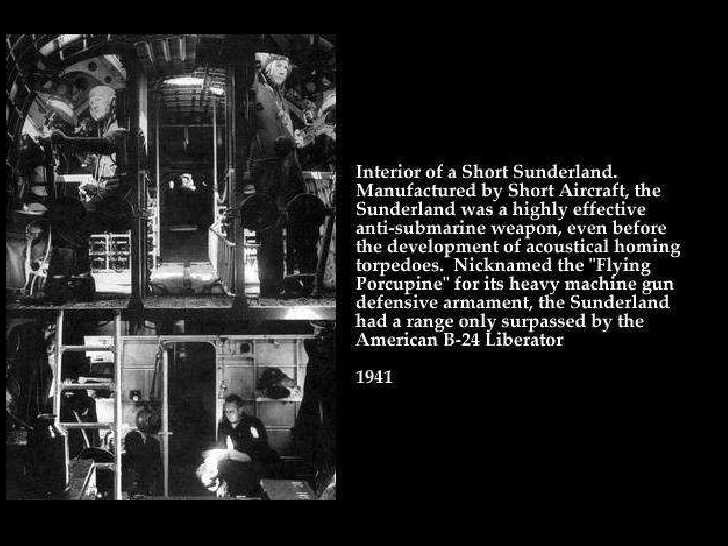 Interior of a Short Sunderland.
Manufactured by Short Aircraft, the
Sunderland was a highly effective
anti-submarine weapon, even before
the development of acoustical homing
torpedoes.  Nicknamed the "Flying
Porcupine" for its heavy machine gun
defensive armament, the Sunderland
had a range only surpassed by the
American B-24 Liberator
1941